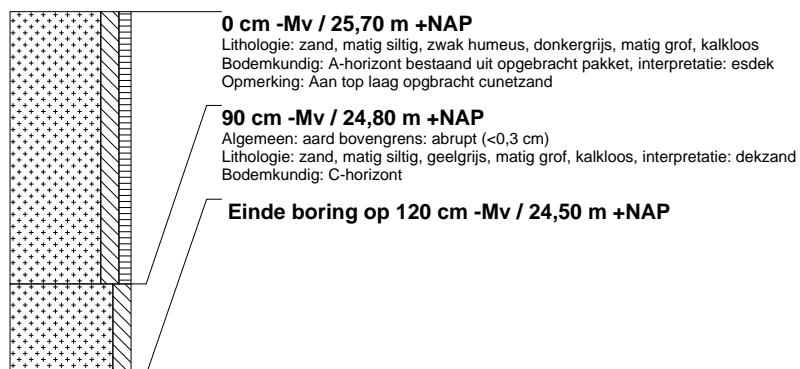 0 cm -Mv / 25,70 m +NAP
Lithologie: zand, matig siltig, zwak humeus, donkergrijs, matig grof, kalkloos
Bodemkundig: A-horizont bestaand uit opgebracht pakket, interpretatie: esdek
Opmerking: Aan top laag opgbracht cunetzand
90 cm -Mv / 24,80 m +NAP
Algemeen: aard bovengrens: abrupt (<0,3 cm)
Lithologie: zand, matig siltig, geelgrijs, matig grof, kalkloos, interpretatie: dekzand
Bodemkundig: C-horizont
Einde boring op 120 cm -Mv / 24,50 m +NAP